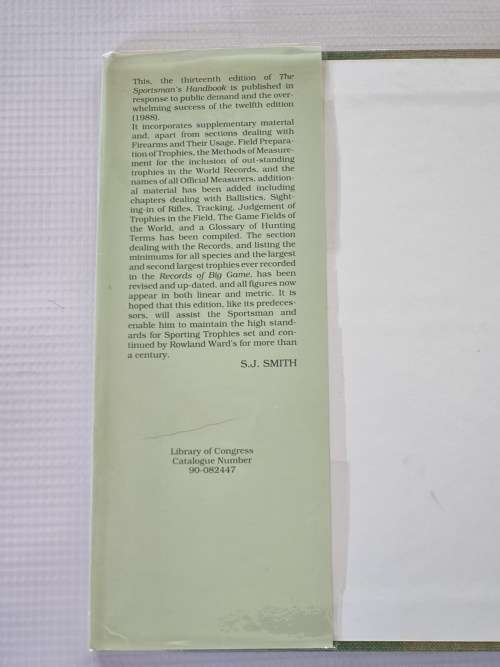 This, the thirteenth edition of The
Sportsman's Handbook is published in
response to public demand and the over-
whelming success of the twelfth edition
(1988).
It incorporates supplementary material
and, apart from sections dealing with
Firearms and Their Usage, Field Prepara-
tion of Trophies, the Methods of Measure-
ment for the inclusion of out-standing
trophies in the World Records, and the
names of all Official Measurers, addition-
al material has been added including
chapters dealing with Ballistics, Sight-
ing-in of Rifles, Tracking, Judgement of
Trophies in the Field, The Game Fields of
the World, and a Glossary of Hunting
Terms has been compiled. The section
dealing with the Records, and listing the
minimums for all species and the largest
and second largest trophies ever recorded
in the Records of Big Game, has been
revised and up-dated, and all figures now
appear in both linear and metric. It is
hoped that this edition, like its predeces-
sors, will assist the Sportsman and
enable him to maintain the high stand-
ards for Sporting Trophies set and con-
tinued by Rowland Ward's for more than
a century.
S.J. SMITH
Library of Congress
Catalogue Number
90-082447